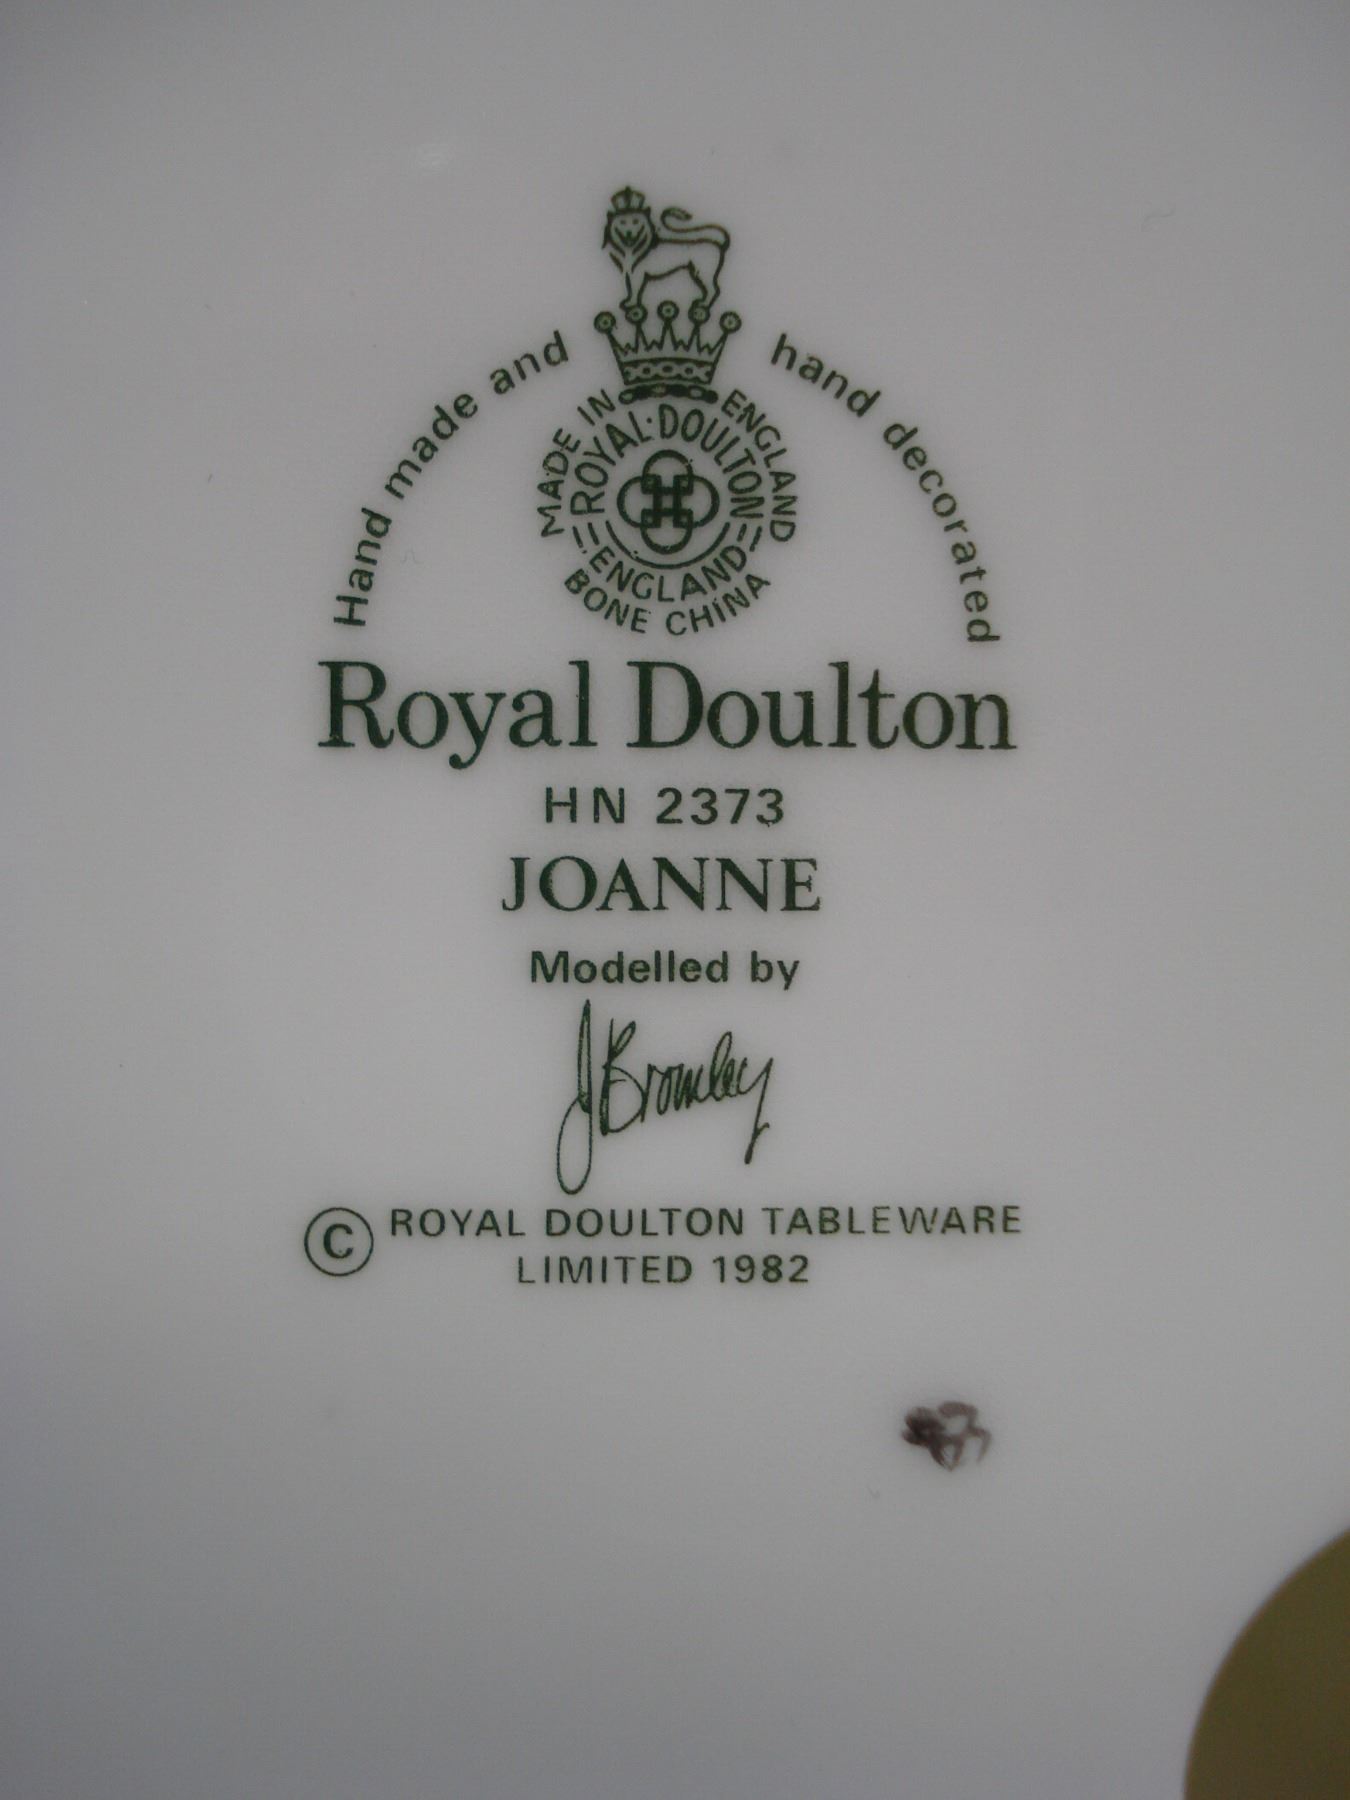 Hand made and hand decorated
MADE IN ENGLAND
ROYAL·DOULTON
ENGLAND
BONE CHINA
Royal Doulton
HN 2373
JOANNE
Modelled by
JBromley
© ROYAL DOULTON TABLEWARE
LIMITED 1982